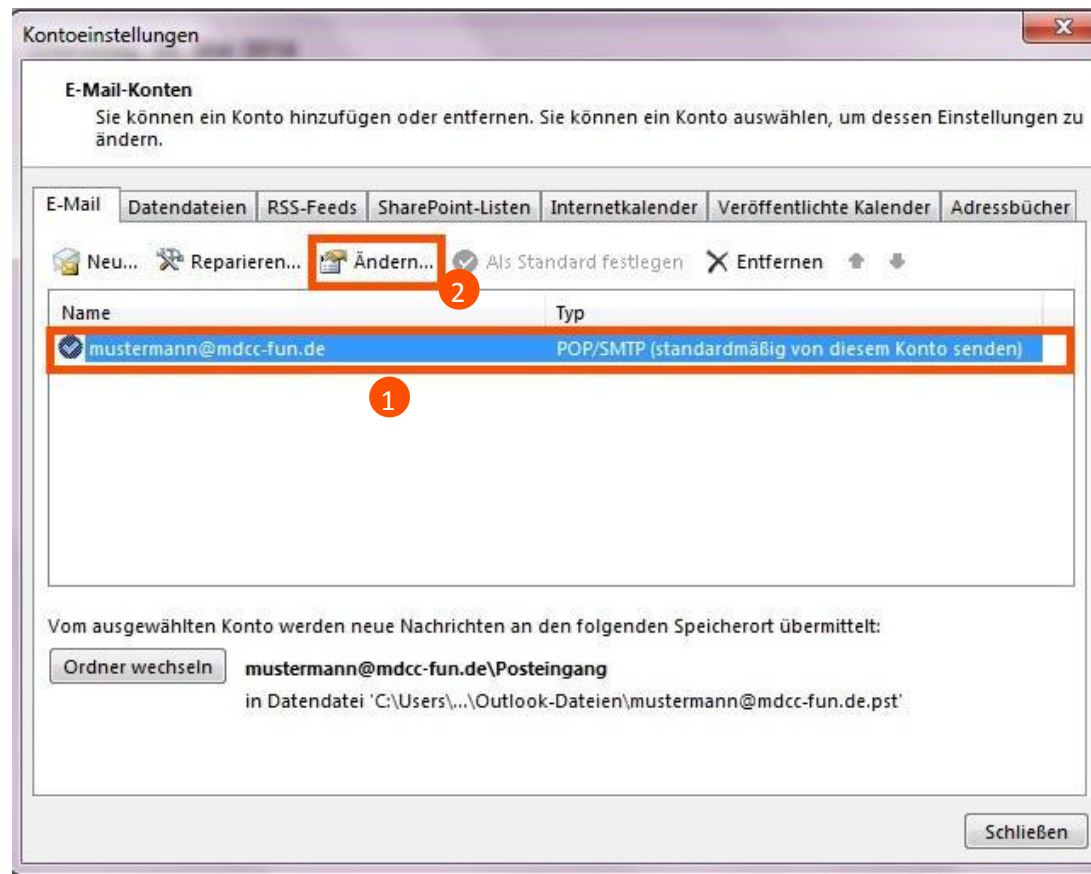 Kontoeinstellungen
E-Mail-Konten
Sie können ein Konto hinzufügen oder entfernen. Sie können ein Konto auswählen, um dessen Einstellungen zu
ändern.
E-Mail Datendateien RSS-Feeds SharePoint-Listen Internetkalender Veröffentlichte Kalender Adressbücher
Neu... Reparieren... Ändern... Als Standard festlegen Entfernen
2
Name Typ
mustermann@mdcc-fun.de POP/SMTP (standardmäßig von diesem Konto senden)
1
Vom ausgewählten Konto werden neue Nachrichten an den folgenden Speicherort übermittelt:
Ordner wechseln mustermann@mdcc-fun.de\Posteingang
in Datendatei 'C:\Users\...\Outlook-Dateien\mustermann@mdcc-fun.de.pst'
Schließen